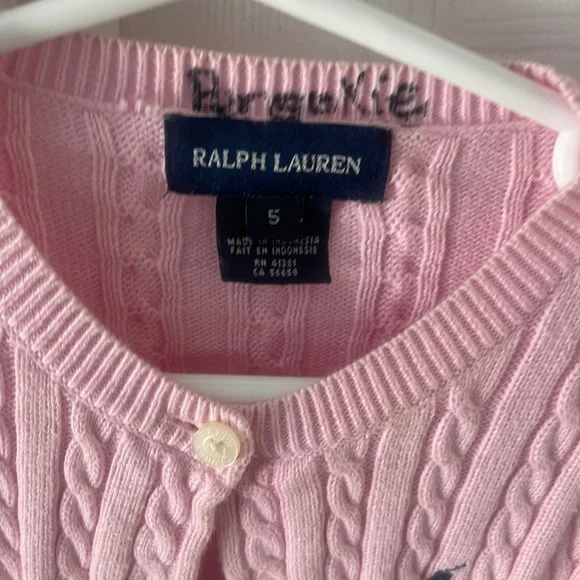 RALPH LAUREN
5
MADE IN INDONESIA
FAIT EN INDONESIE
RN 41381
CA 56658